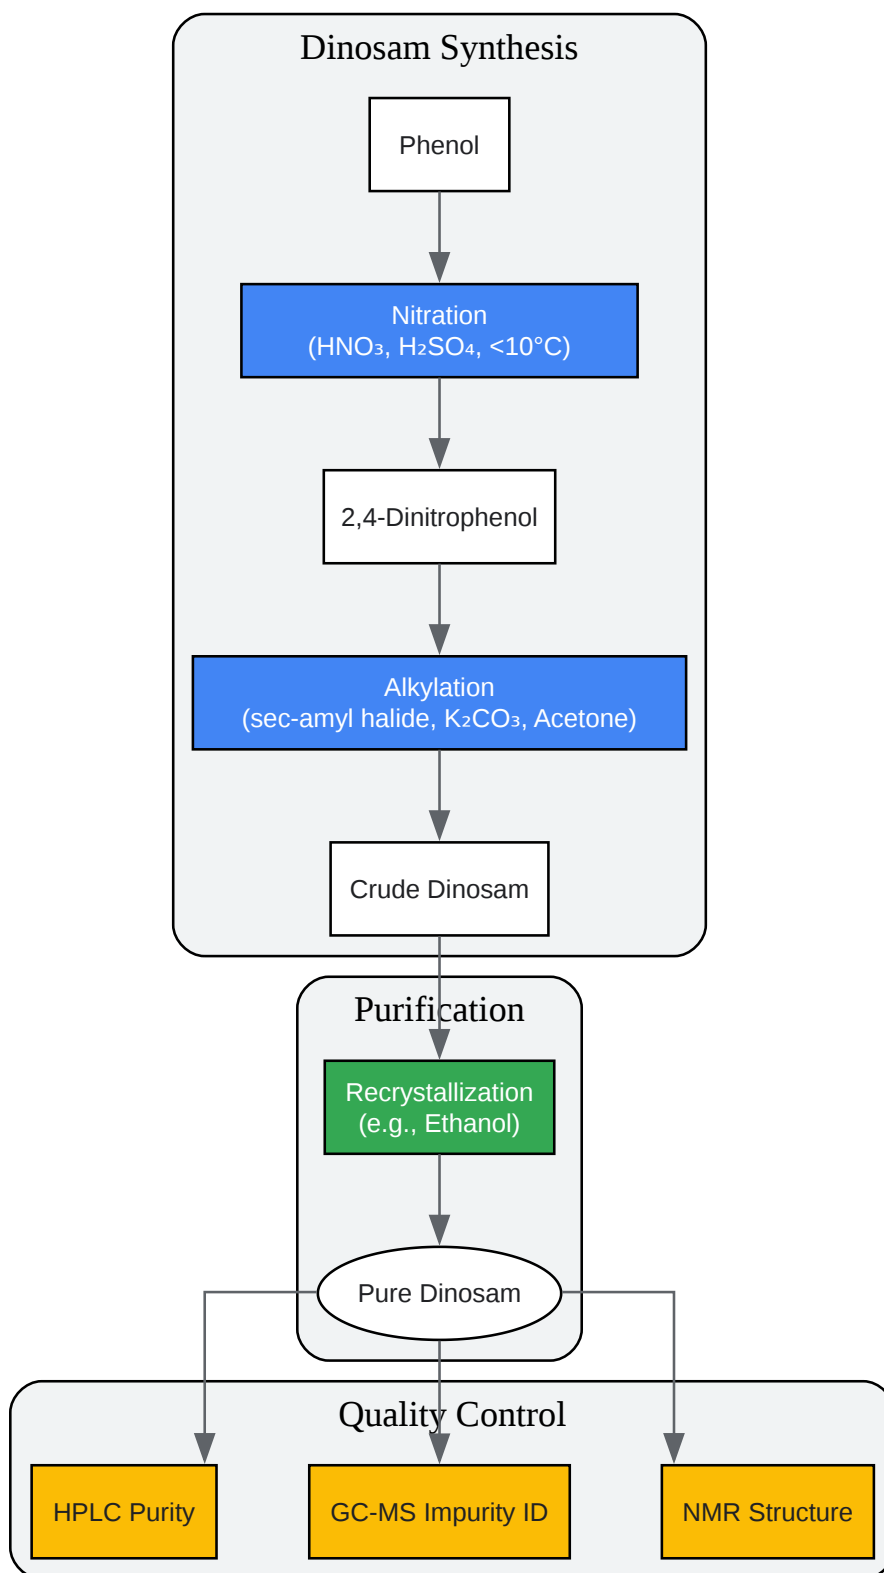 Dinosam Synthesis
Phenol
Nitration
(HNO₃, H₂SO₄, <10°C)
2,4-Dinitrophenol
Alkylation
(sec-amyl halide, K₂CO₃, Acetone)
Crude Dinosam
Purification
Recrystallization
(e.g., Ethanol)
Pure Dinosam
Quality Control
HPLC Purity
GC-MS Impurity ID
NMR Structure